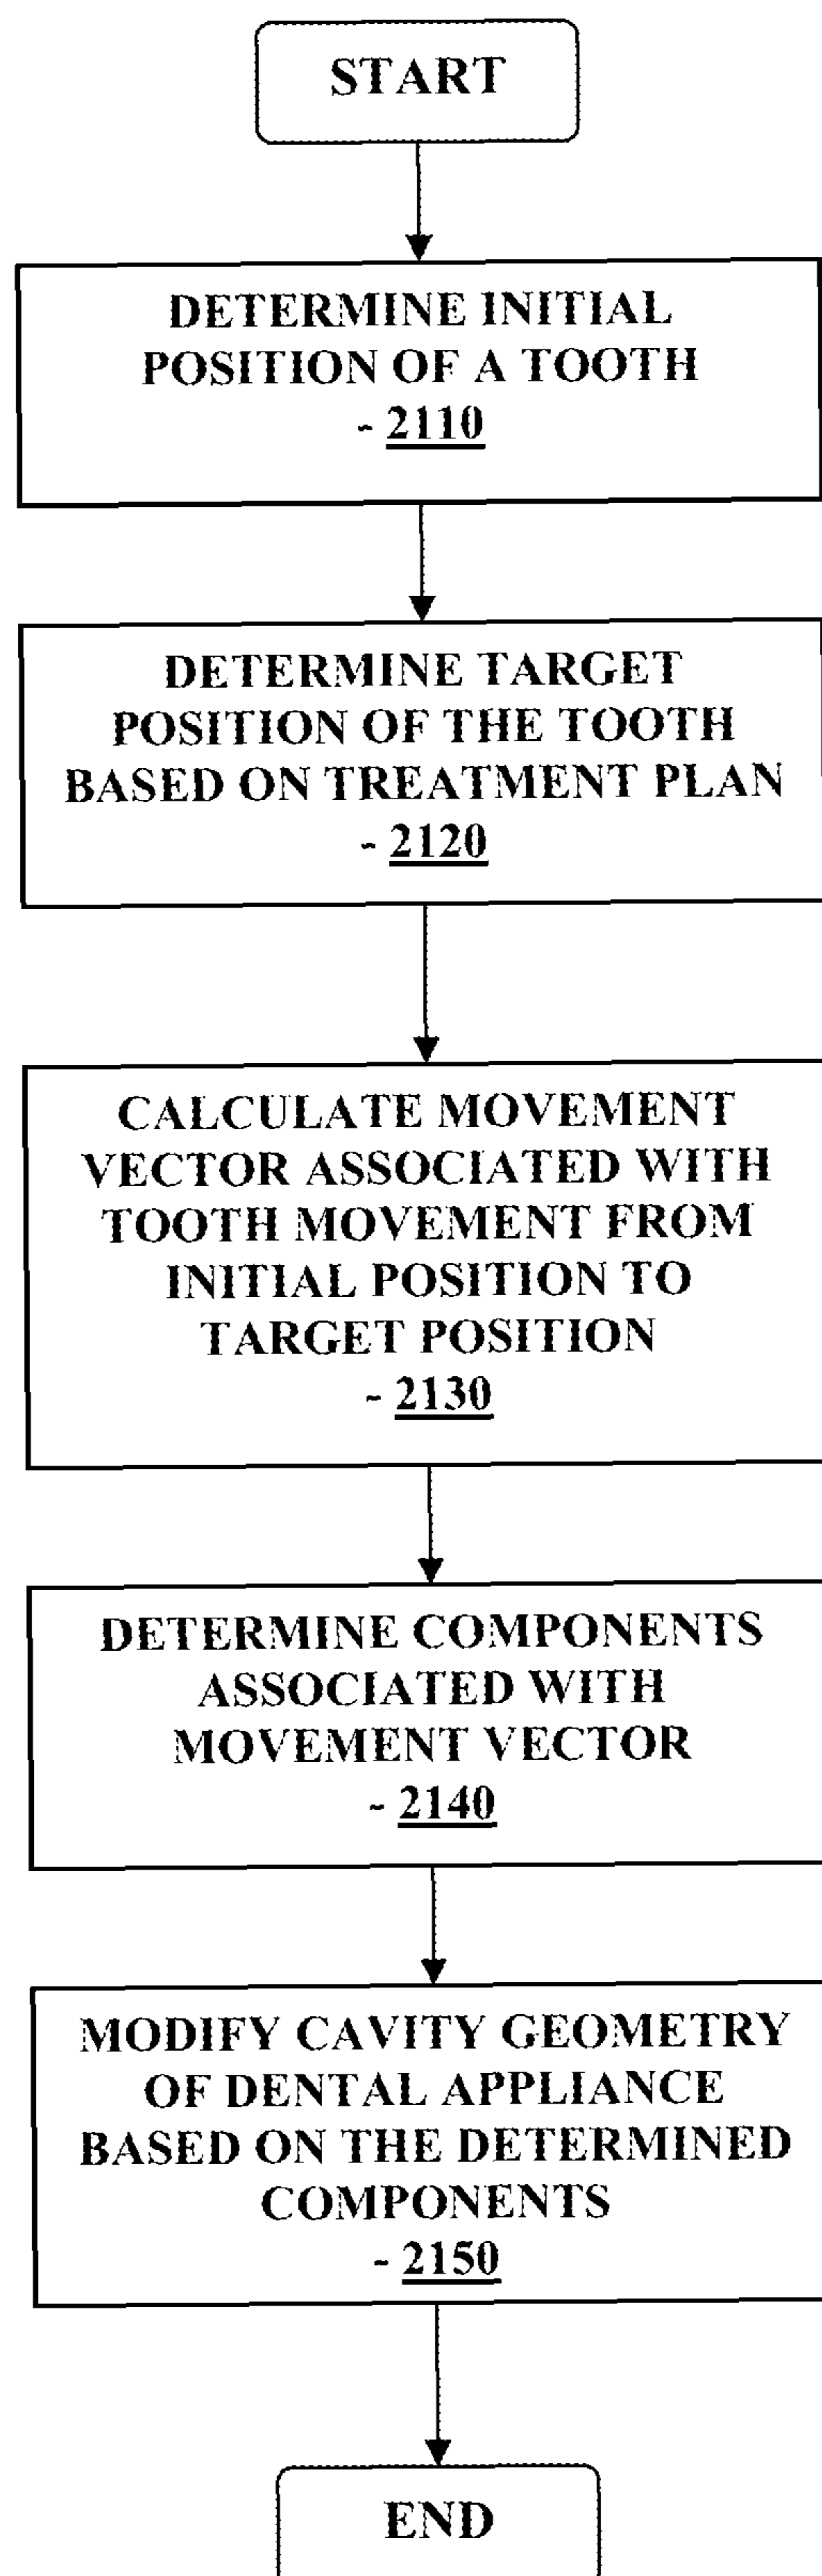 START
DETERMINE INITIAL
POSITION OF A TOOTH
- 2110
DETERMINE TARGET
POSITION OF THE TOOTH
BASED ON TREATMENT PLAN
- 2120
CALCULATE MOVEMENT
VECTOR ASSOCIATED WITH
TOOTH MOVEMENT FROM
INITIAL POSITION TO
TARGET POSITION
- 2130
DETERMINE COMPONENTS
ASSOCIATED WITH
MOVEMENT VECTOR
- 2140
MODIFY CAVITY GEOMETRY
OF DENTAL APPLIANCE
BASED ON THE DETERMINED
COMPONENTS
- 2150
END